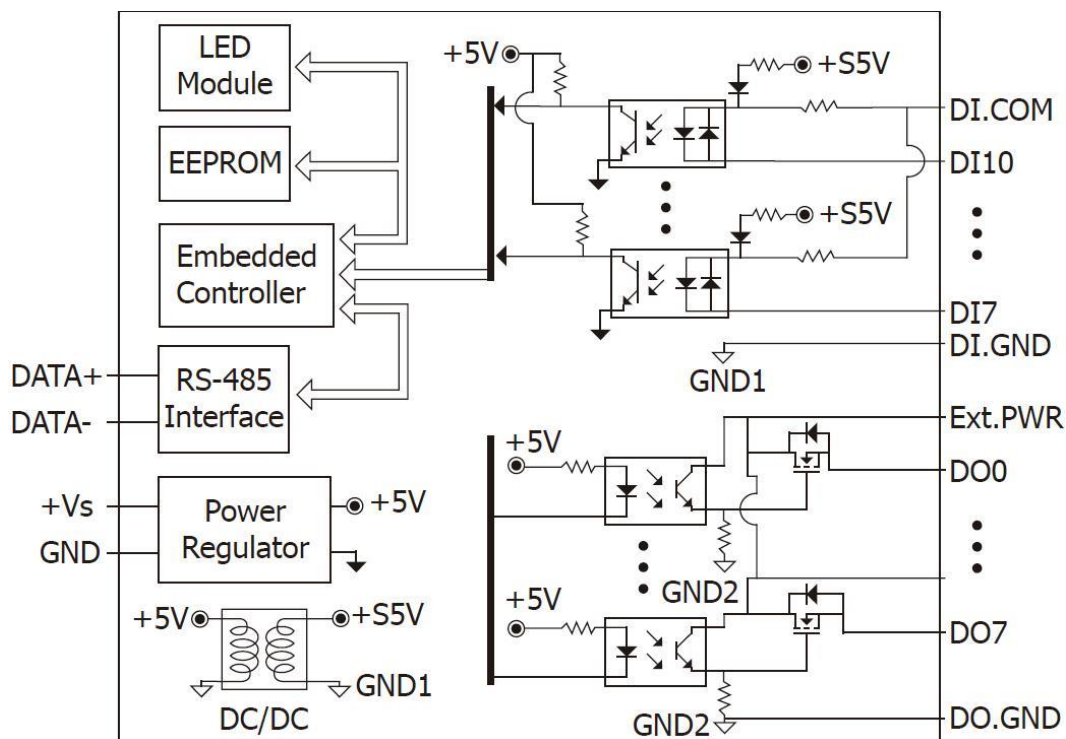 LED
Module
EEPROM
Embedded
Controller
RS-485
Interface
DATA+
DATA-
+Vs
GND
Power
Regulator
+5V
+5V
+S5V
GND1
DC/DC
+5V
+S5V
DI.COM
DI10
+S5V
DI7
DI.GND
GND1
Ext.PWR
+5V
DO0
GND2
+5V
DO7
GND2
DO.GND